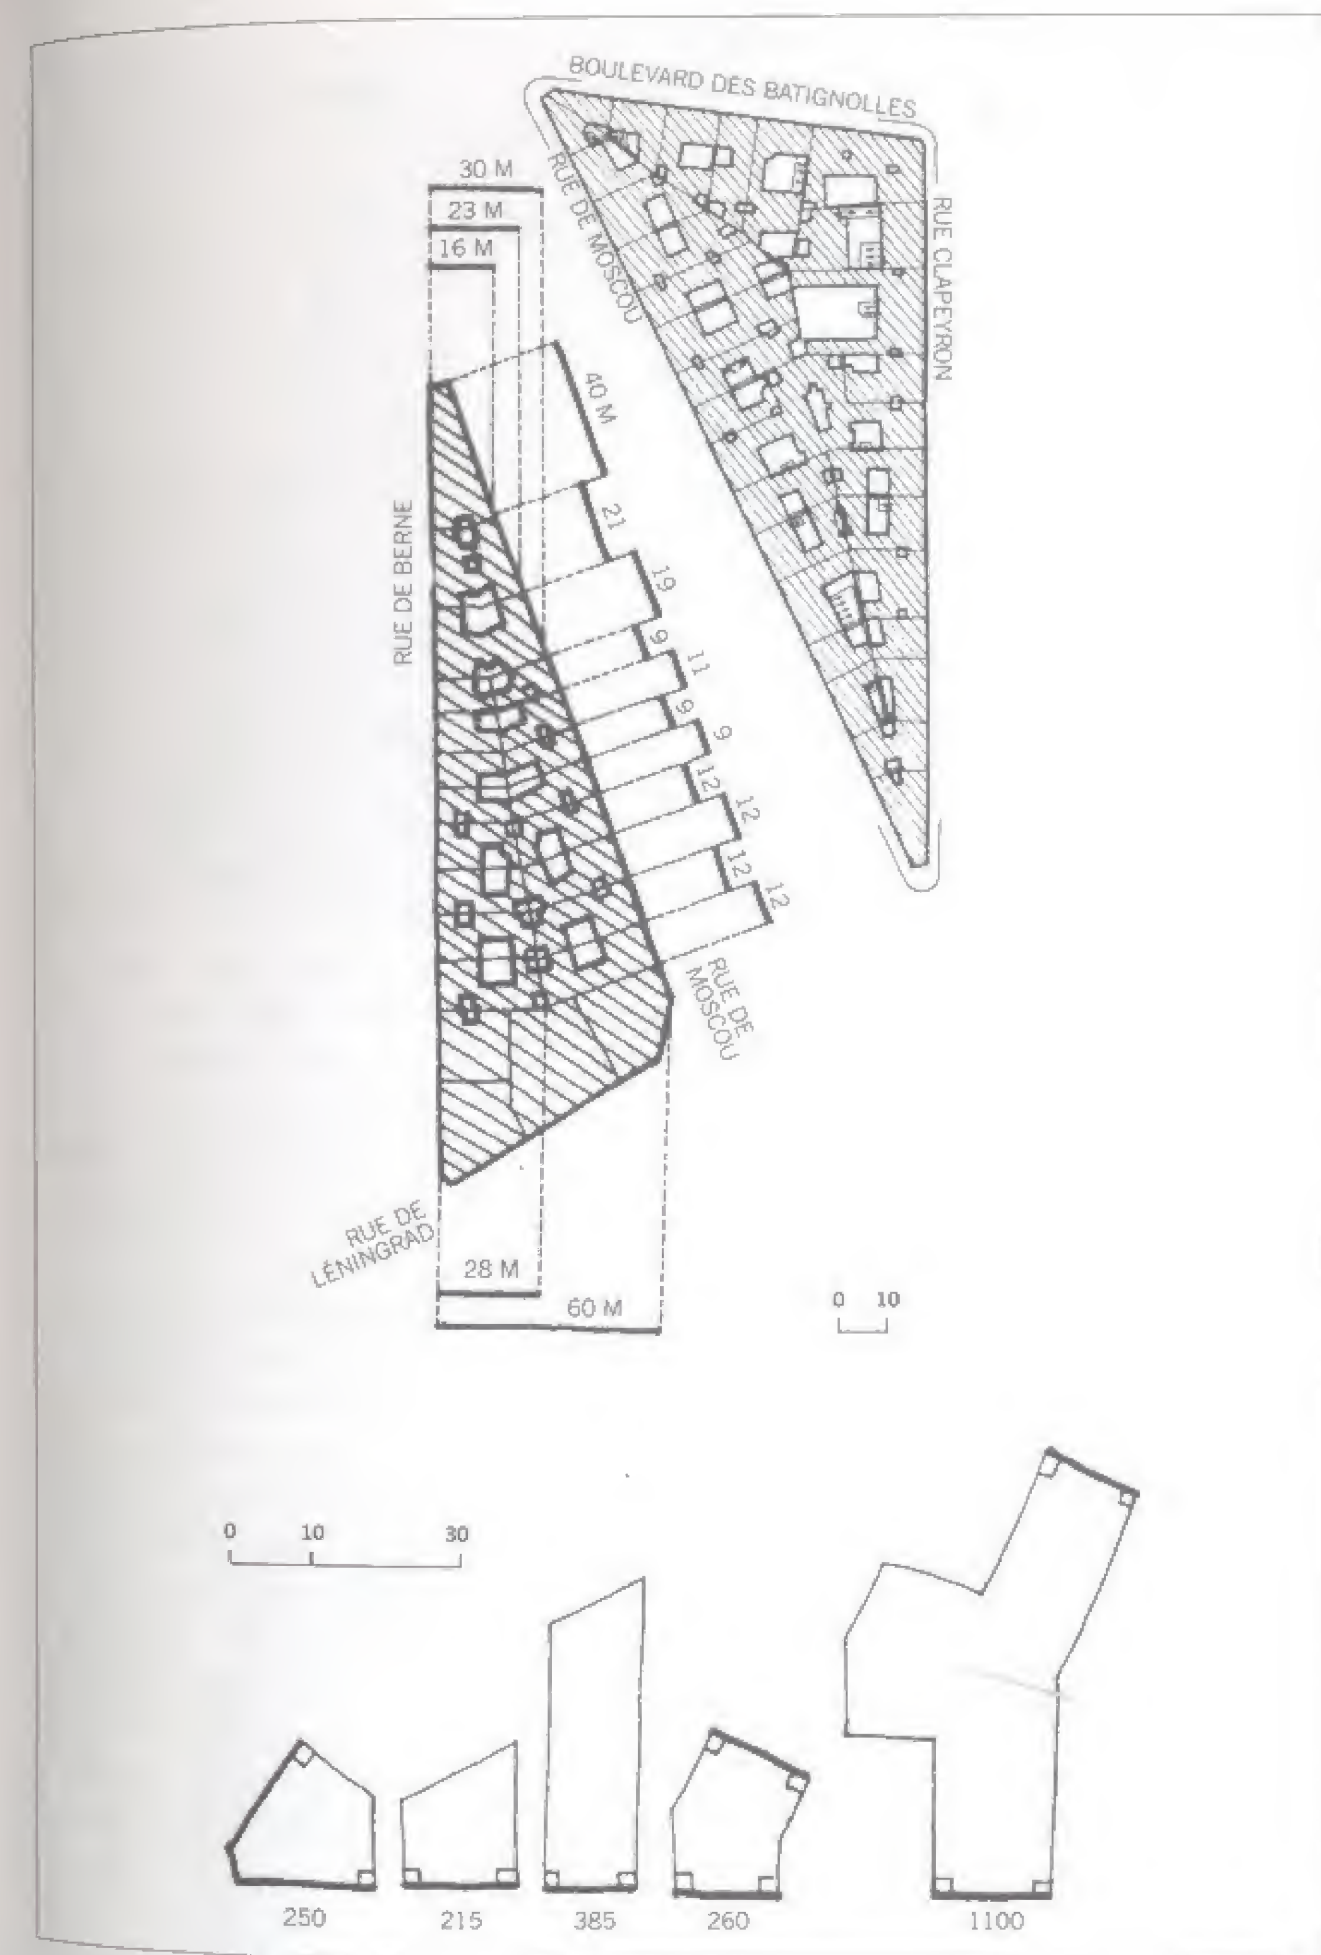 BOULEVARD DES BATIGNOLLES
RUE DE MOSCOU
RUE CLAPEYRON
30 M
23 M
16 M
40 M
21
19
9
11
9
9
12
12
12
12
RUE DE BERNE
RUE DE
MOSCOU
RUE DE
LÉNINGRAD
28 M
60 M
0 10
0 10 30
250 215 385 260 1100